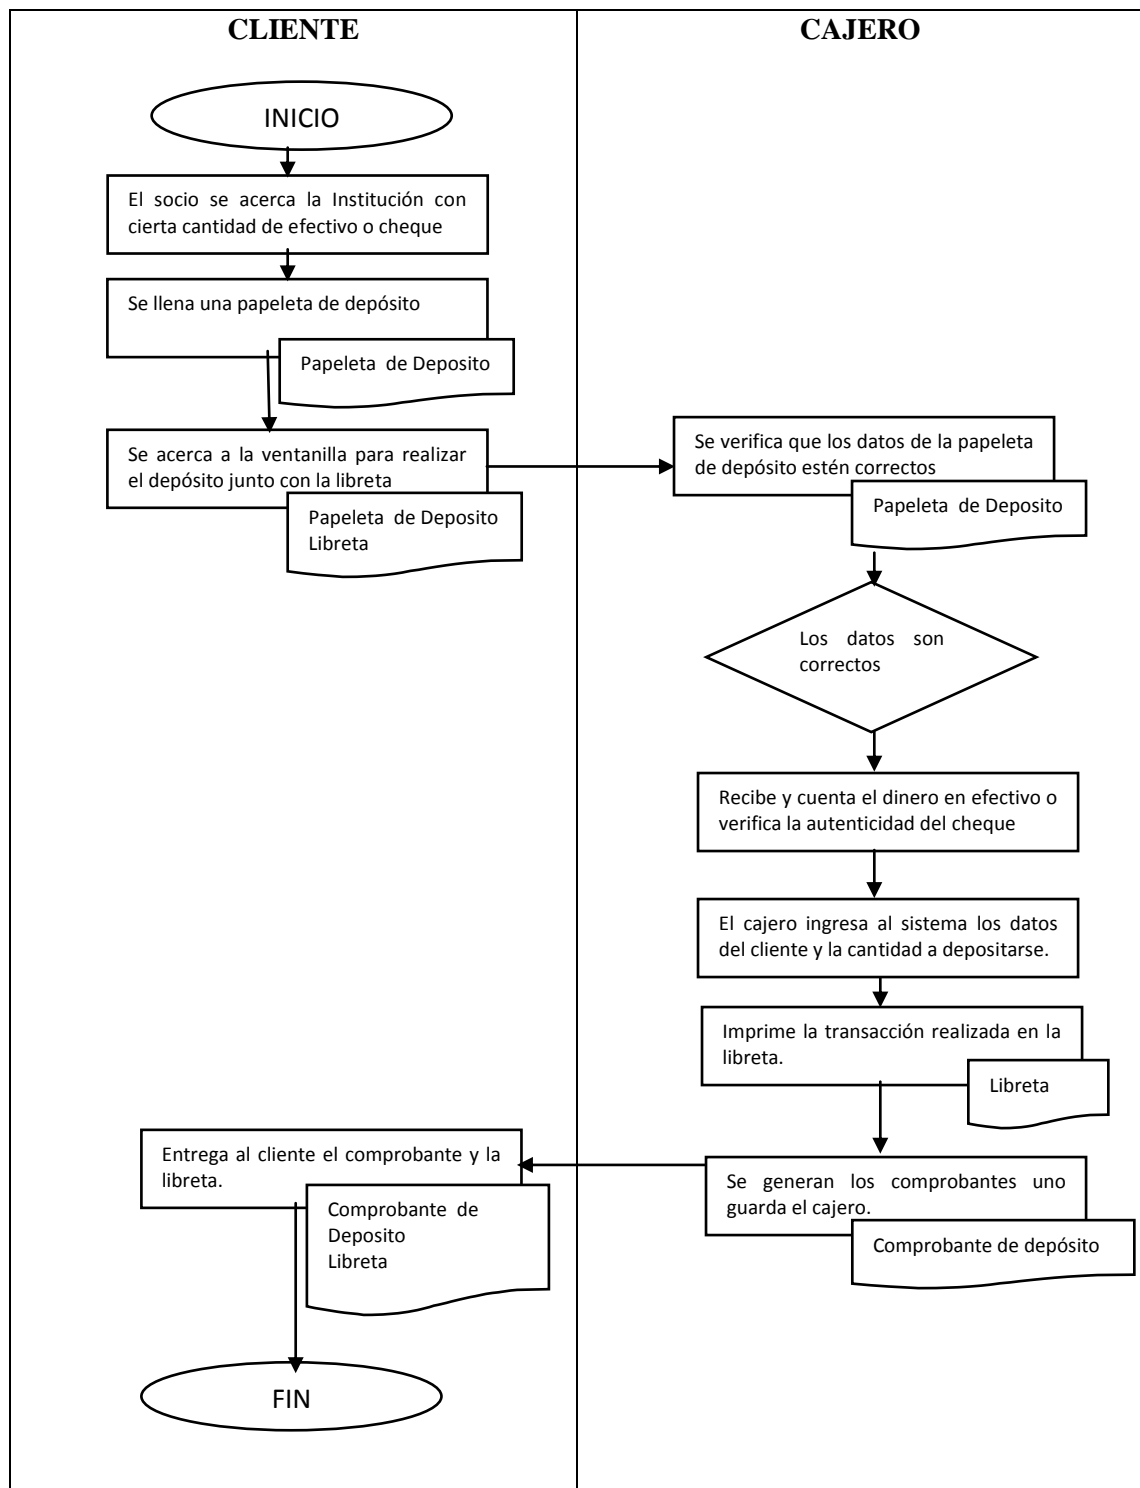 CLIENTE
CAJERO
INICIO
El socio se acerca la Institución con
cierta cantidad de efectivo o cheque
Se llena una papeleta de depósito
Papeleta de Deposito
Se acerca a la ventanilla para realizar
el depósito junto con la libreta
Papeleta de Deposito
Libreta
Se verifica que los datos de la papeleta
de depósito estén correctos
Papeleta de Deposito
Los datos son
correctos
Recibe y cuenta el dinero en efectivo o
verifica la autenticidad del cheque
El cajero ingresa al sistema los datos
del cliente y la cantidad a depositarse.
Imprime la transacción realizada en la
libreta.
Libreta
Se generan los comprobantes uno
guarda el cajero.
Comprobante de depósito
Entrega al cliente el comprobante y la
libreta.
Comprobante de
Deposito
Libreta
FIN